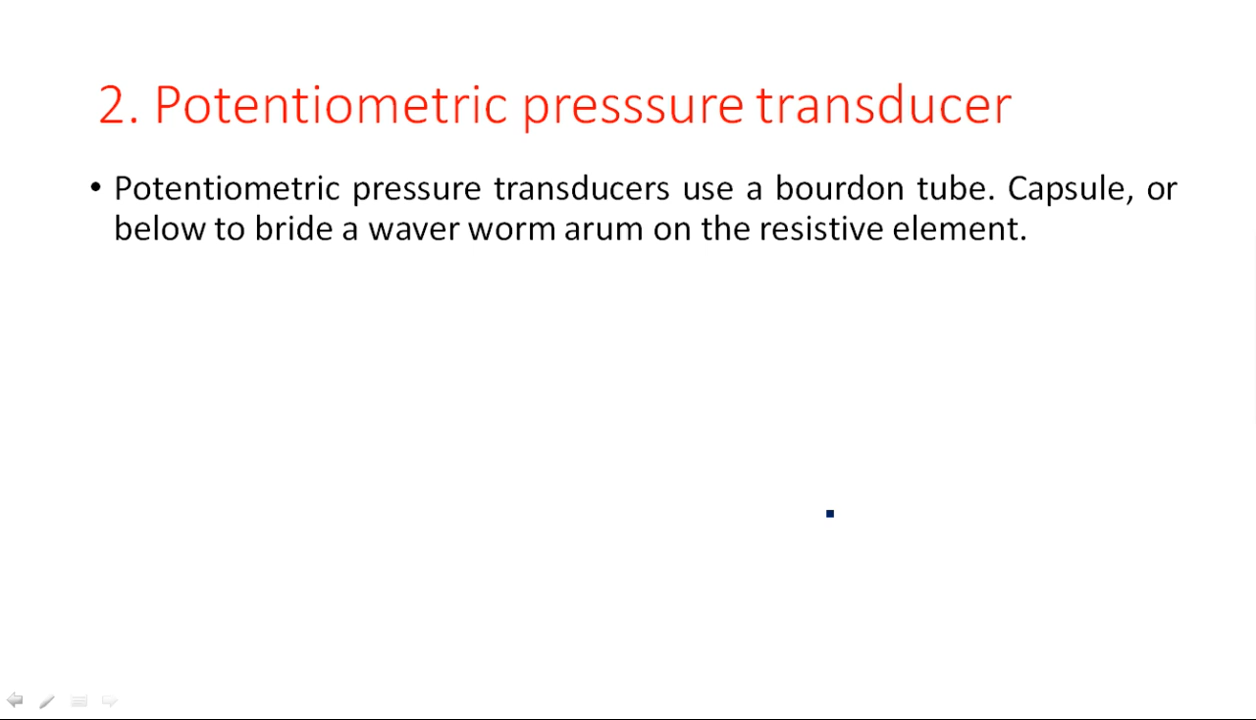 2. Potentiometric presssure transducer
• Potentiometric pressure transducers use a bourdon tube. Capsule, or
below to bride a waver worm arum on the resistive element.